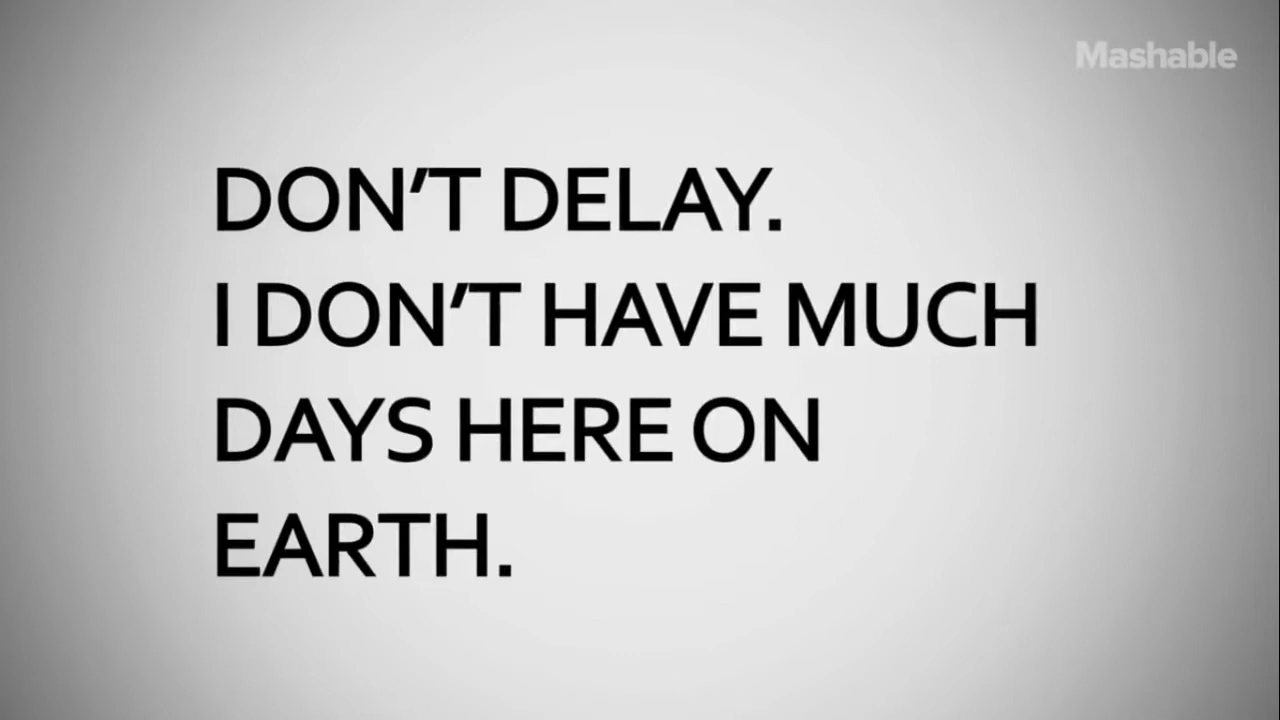 Mashable
DON'T DELAY.
I DON'T HAVE MUCH
DAYS HERE ON
EARTH.